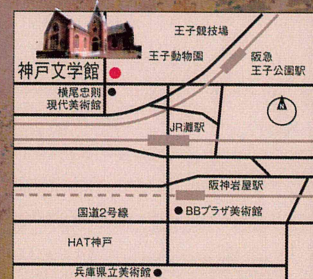 王子競技場
王子動物園
阪急
王子公園駅
神戸文学館
横尾忠則
現代美術館
N
JR灘駅
阪神岩屋駅
国道2号線
BBプラザ美術館
HAT神戸
兵庫県立美術館